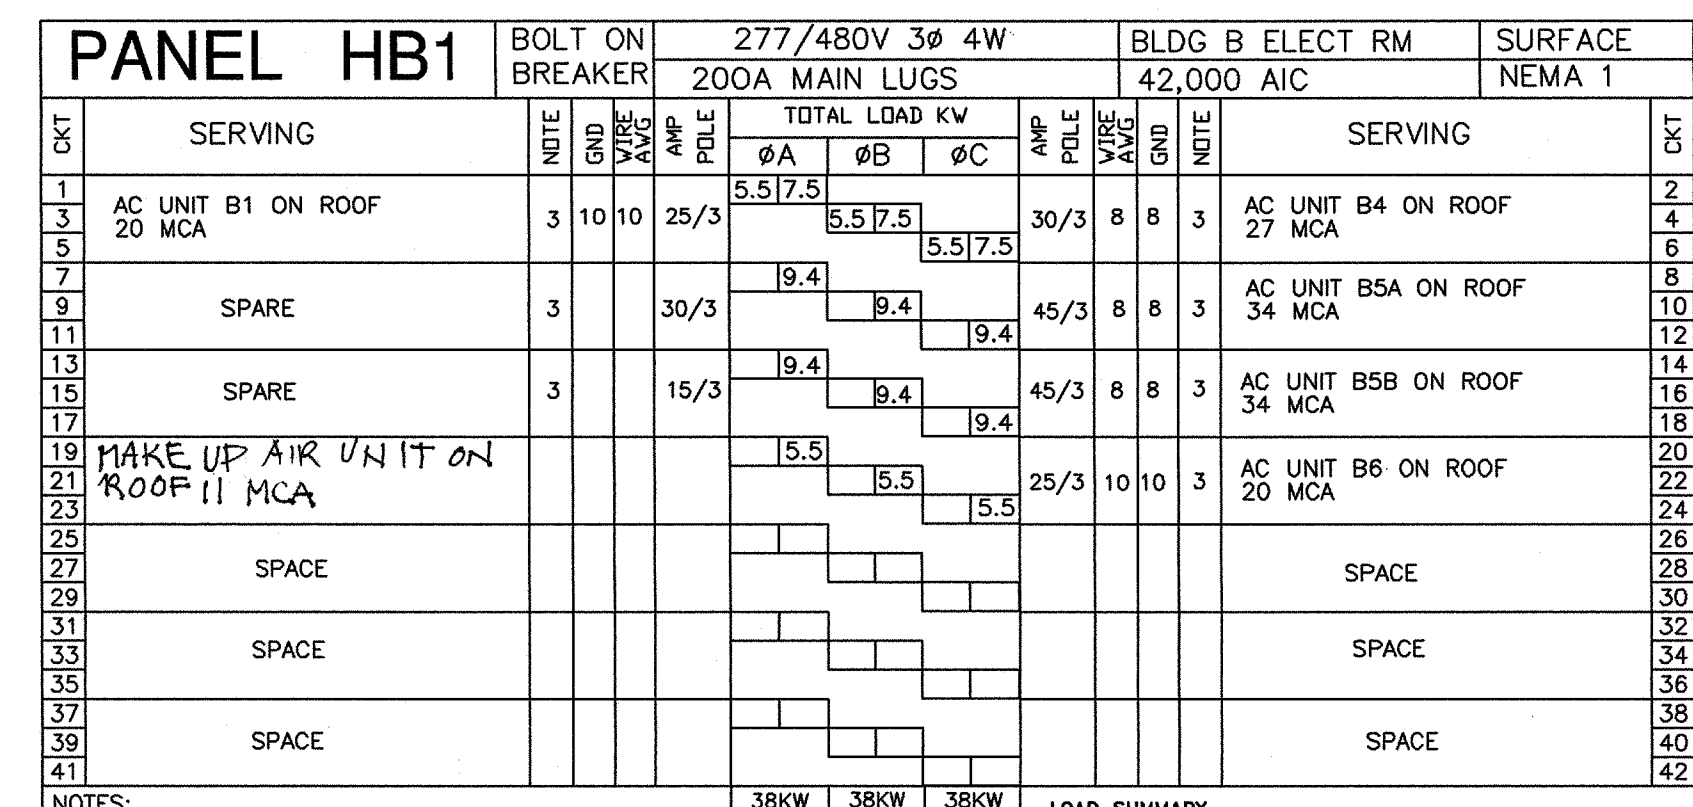 PANEL HB1
BOLT ON
BREAKER
277/480V 3Ø 4W
200A MAIN LUGS
BLDG B ELECT RM
42,000 AIC
SURFACE
NEMA 1
CKT SERVING NOTE GND WIRE AWG AMP POLE TOTAL LOAD KW AMP POLE WIRE AWG GND NOTE SERVING CKT
ØA ØB ØC
1 5.5 7.5 2
3 AC UNIT B1 ON ROOF 3 10 10 25/3 5.5 7.5 30/3 8 8 3 AC UNIT B4 ON ROOF 4
20 MCA 27 MCA
5 5.5 7.5 6
7 9.4 8
9 SPARE 3 30/3 9.4 45/3 8 8 3 AC UNIT B5A ON ROOF 10
34 MCA
11 9.4 12
13 9.4 14
15 SPARE 3 15/3 9.4 45/3 8 8 3 AC UNIT B5B ON ROOF 16
34 MCA
17 9.4 18
19 MAKE UP AIR UNIT ON 5.5 20
21 ROOF 11 MCA 5.5 25/3 10 10 3 AC UNIT B6 ON ROOF 22
20 MCA
23 5.5 24
25 26
27 SPACE SPACE 28
29 30
31 32
33 SPACE SPACE 34
35 36
37 38
39 SPACE SPACE 40
41 42
NOTES: 38KW 38KW 38KW LOAD SUMMARY